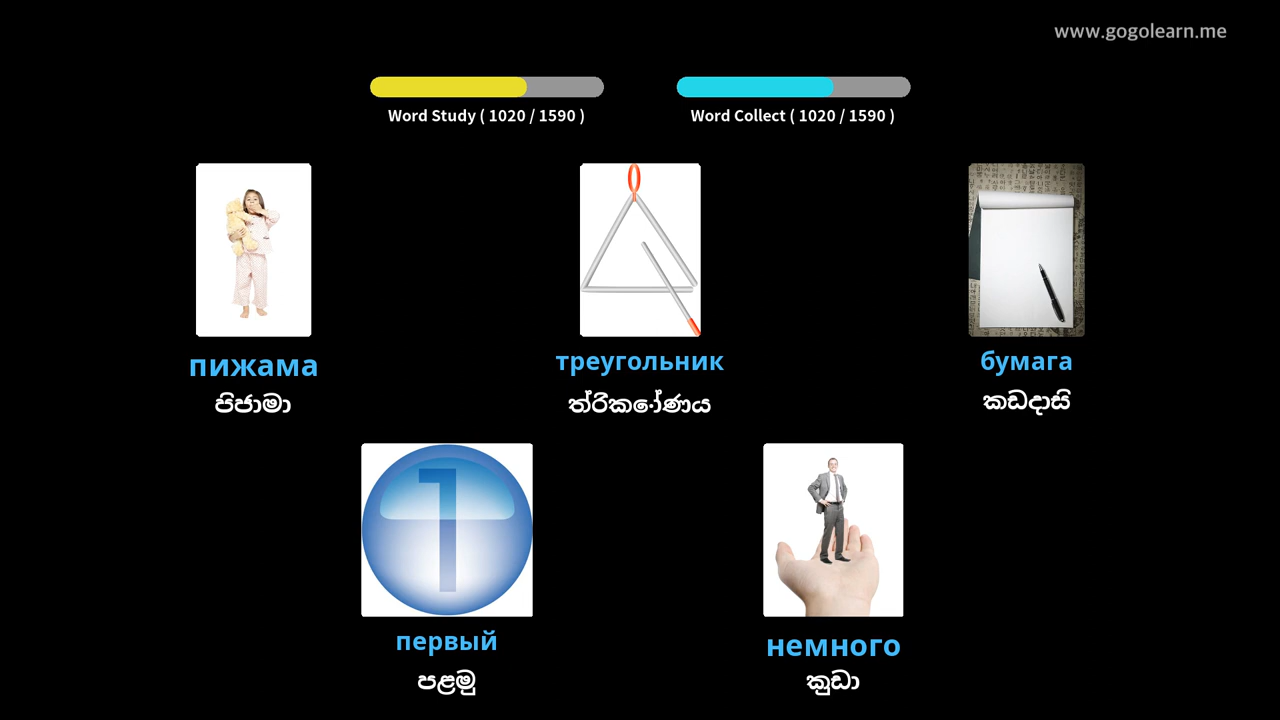 www.gogolearn.me
Word Study ( 1020 / 1590 )
Word Collect ( 1020 / 1590 )
пижама
පිජාමා
треугольник
ත්රිකෝණය
бумага
කඩදාසි
1
первый
පළමු
немного
කුඩා